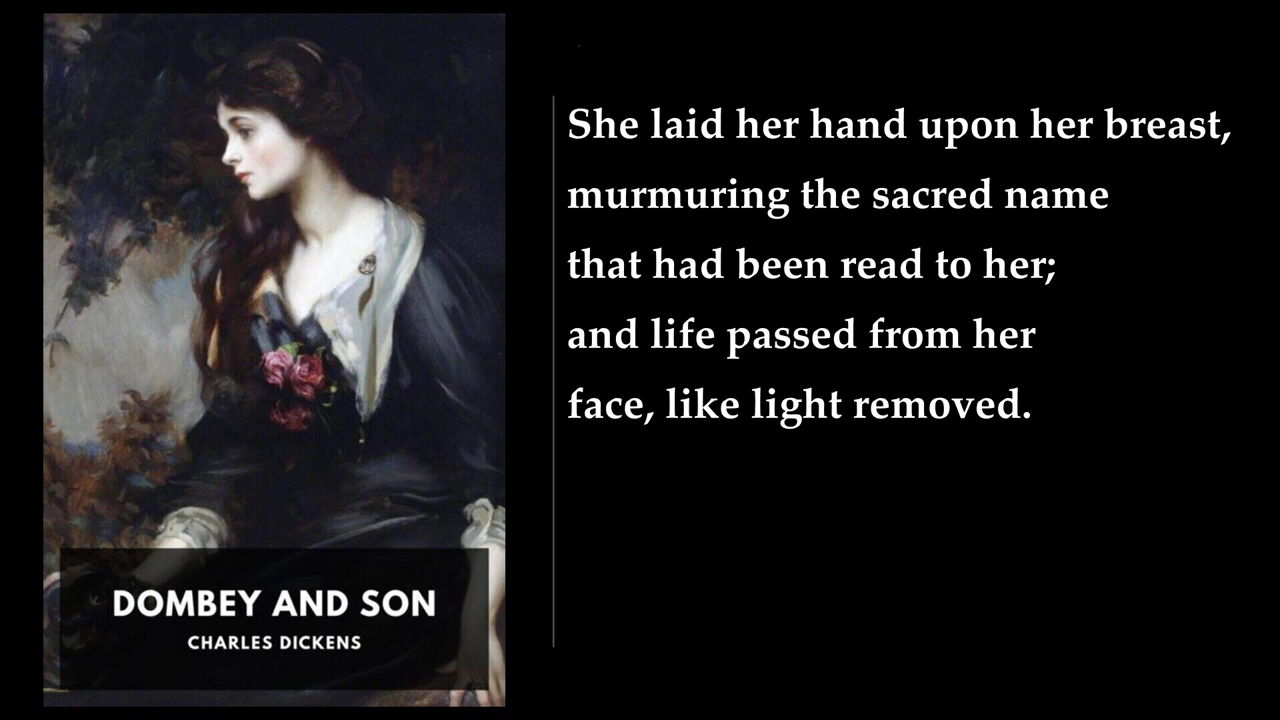 She laid her hand upon her breast,
murmuring the sacred name
that had been read to her;
and life passed from her
face, like light removed.
DOMBEY AND SON
CHARLES DICKENS